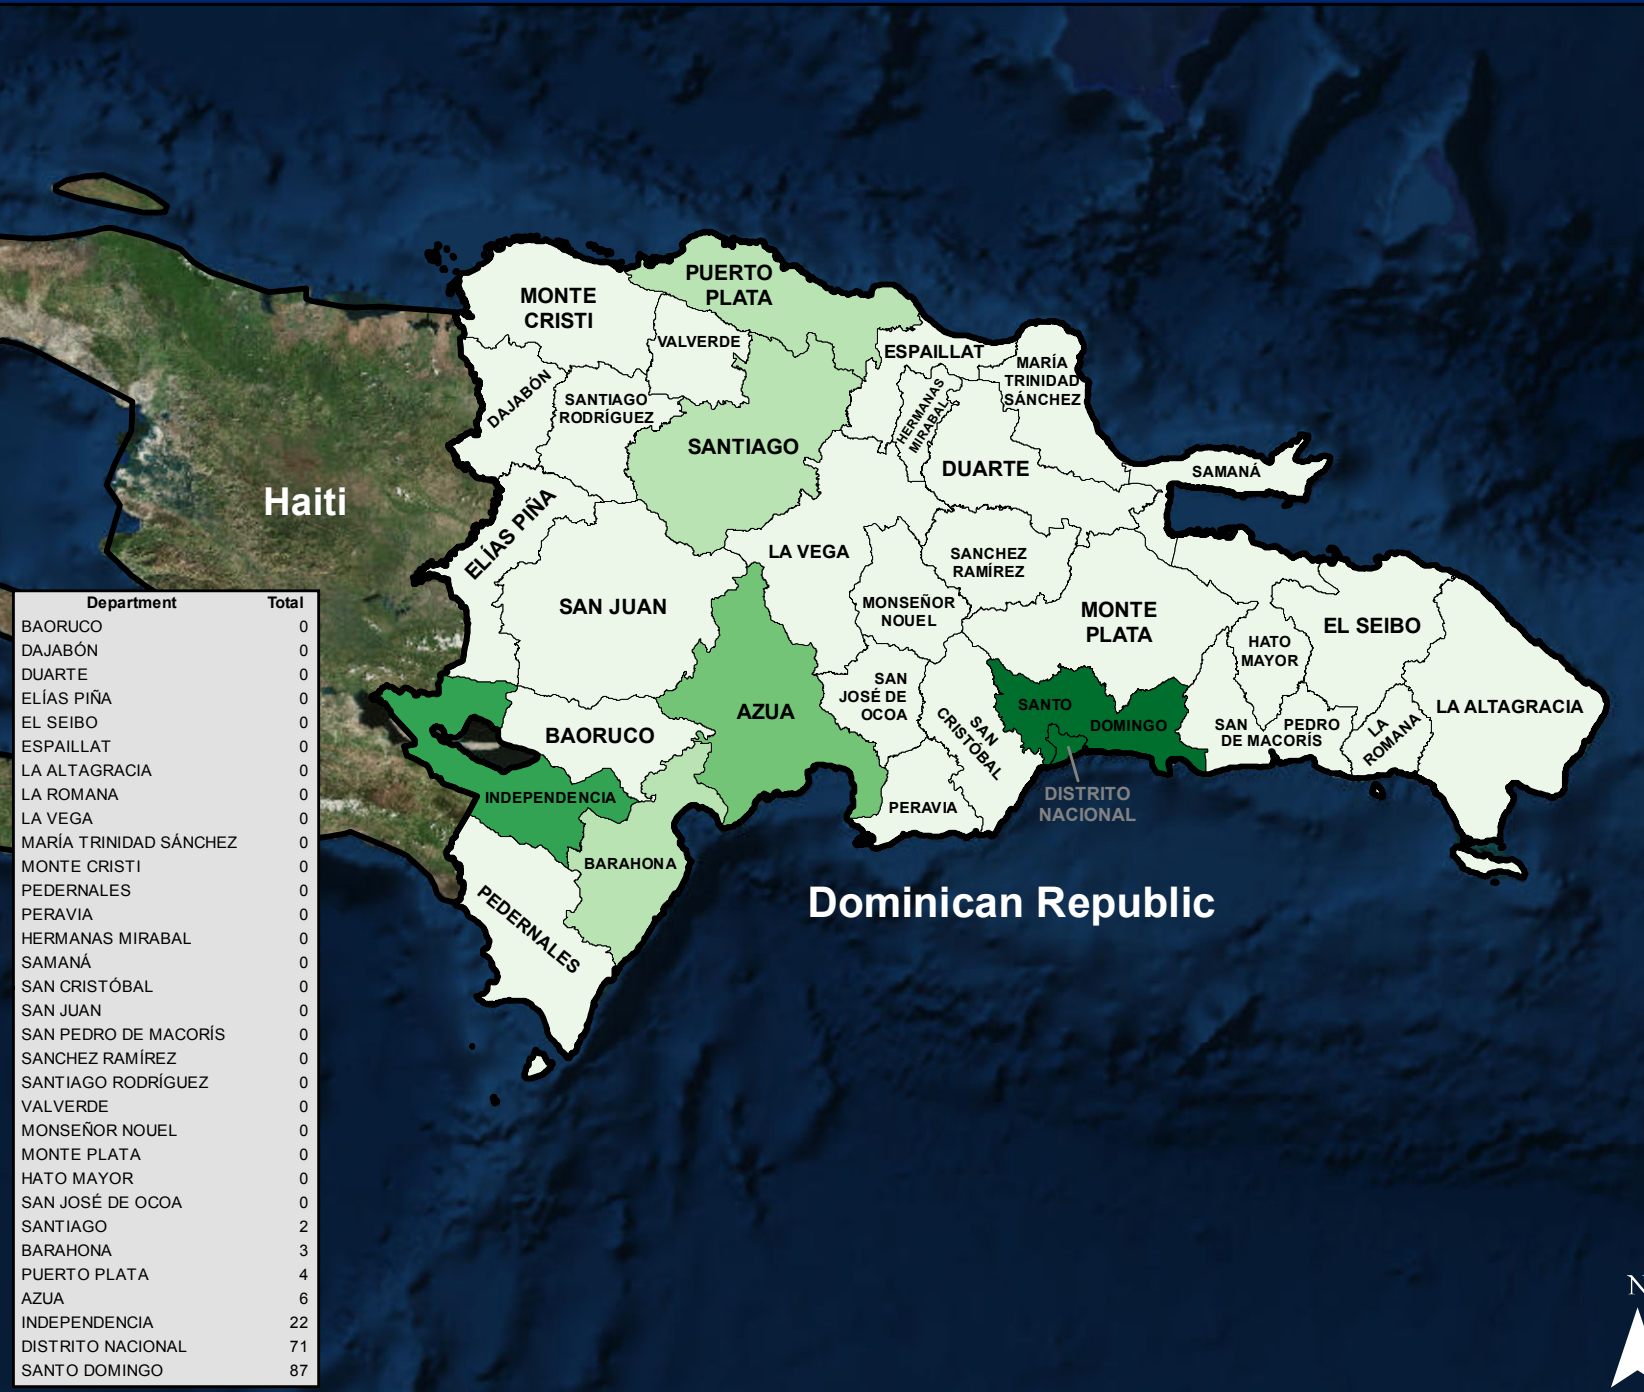 PUERTO
PLATA
MONTE
CRISTI
VALVERDE
ESPAILLAT
MARÍA
TRINIDAD
SÁNCHEZ
DAJABÓN
SANTIAGO
RODRÍGUEZ
HERMANAS
MIRABAL
SANTIAGO
DUARTE
SAMANÁ
Haiti
ELÍAS PIÑA
LA VEGA
SANCHEZ
RAMÍREZ
SAN JUAN
MONSEÑOR
NOUEL
MONTE
PLATA
EL SEIBO
HATO
MAYOR
SAN
JOSÉ DE
OCOA
AZUA
SANTO
DOMINGO
LA ALTAGRACIA
BAORUCO
SAN
CRISTÓBAL
SAN PEDRO
DE MACORÍS
LA
ROMANA
INDEPENDENCIA
PERAVIA
DISTRITO
NACIONAL
BARAHONA
PEDERNALES
Dominican Republic
Department Total
BAORUCO 0
DAJABÓN 0
DUARTE 0
ELÍAS PIÑA 0
EL SEIBO 0
ESPAILLAT 0
LA ALTAGRACIA 0
LA ROMANA 0
LA VEGA 0
MARÍA TRINIDAD SÁNCHEZ 0
MONTE CRISTI 0
PEDERNALES 0
PERAVIA 0
HERMANAS MIRABAL 0
SAMANÁ 0
SAN CRISTÓBAL 0
SAN JUAN 0
SAN PEDRO DE MACORÍS 0
SANCHEZ RAMÍREZ 0
SANTIAGO RODRÍGUEZ 0
VALVERDE 0
MONSEÑOR NOUEL 0
MONTE PLATA 0
HATO MAYOR 0
SAN JOSÉ DE OCOA 0
SANTIAGO 2
BARAHONA 3
PUERTO PLATA 4
AZUA 6
INDEPENDENCIA 22
DISTRITO NACIONAL 71
SANTO DOMINGO 87
N